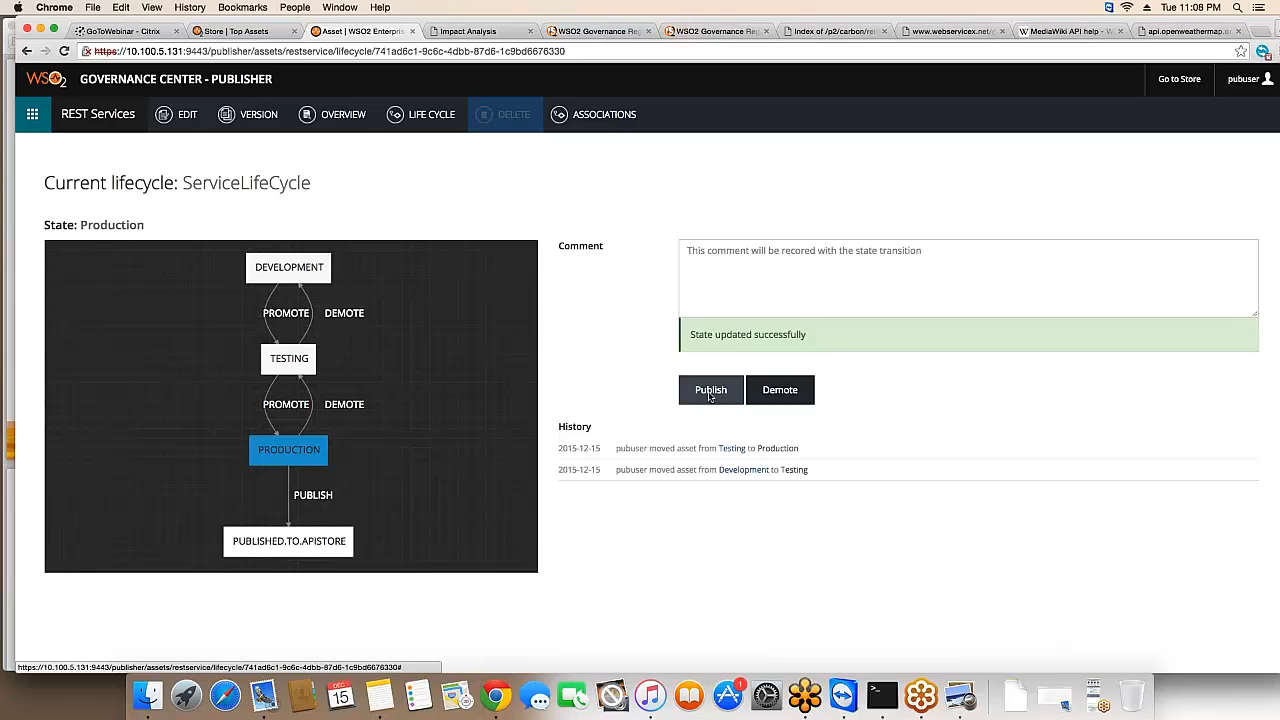 Chrome File Edit View History Bookmarks People Window Help Tue 11:08 PM
GoToWebinar - Citrix Store | Top Assets Asset | WSO2 Enterpris Impact Analysis WSO2 Governance Reg WSO2 Governance Reg Index of /p2/carbon/rel www.webservicex.net/g MediaWiki API help - W api.openweathermap.o
https://10.100.5.131:9443/publisher/assets/restservice/lifecycle/741ad6c1-9c6c-4dbb-87d6-1c9bd6676330
WSO2 GOVERNANCE CENTER - PUBLISHER Go to Store pubuser
REST Services EDIT VERSION OVERVIEW LIFE CYCLE DELETE ASSOCIATIONS
Current lifecycle: ServiceLifeCycle
State: Production
DEVELOPMENT
PROMOTE DEMOTE
TESTING
PROMOTE DEMOTE
PRODUCTION
PUBLISH
PUBLISHED.TO.APISTORE
Comment
This comment will be recored with the state transition
State updated successfully
Publish Demote
History
2015-12-15 pubuser moved asset from Testing to Production
2015-12-15 pubuser moved asset from Development to Testing
https://10.100.5.131:9443/publisher/assets/restservice/lifecycle/741ad6c1-9c6c-4dbb-87d6-1c9bd6676330#
DEC
15
1